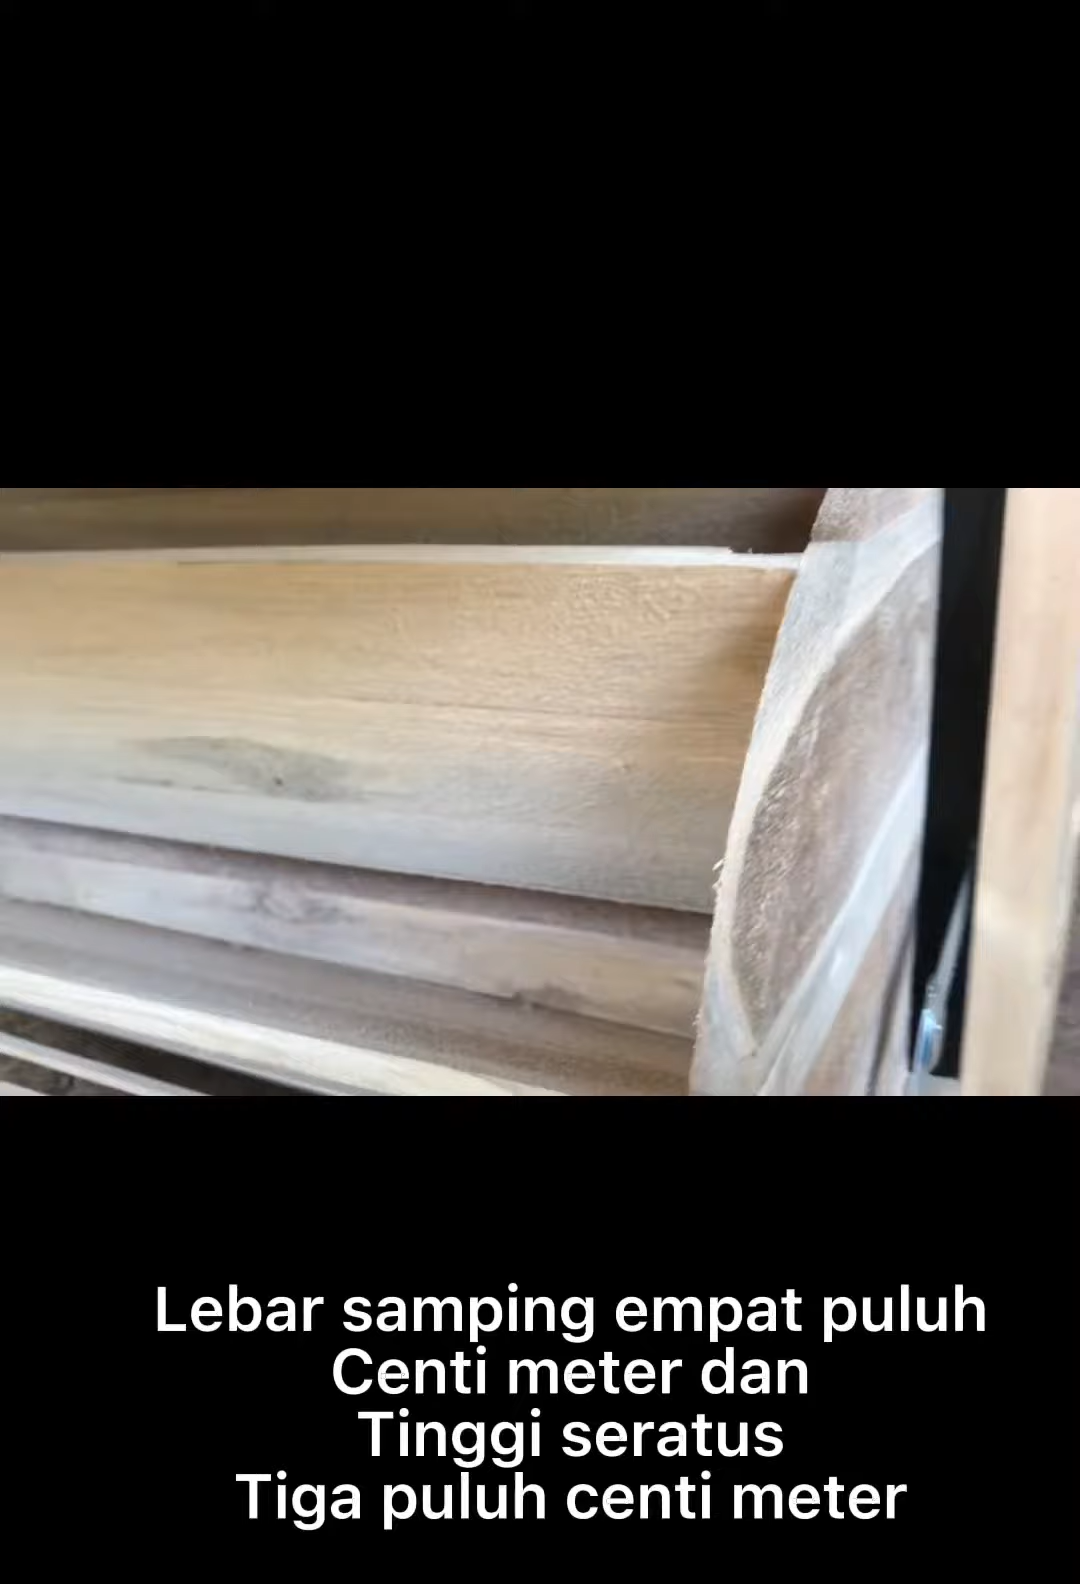 Lebar samping empat puluh
Centi meter dan
Tinggi seratus
Tiga puluh centi meter